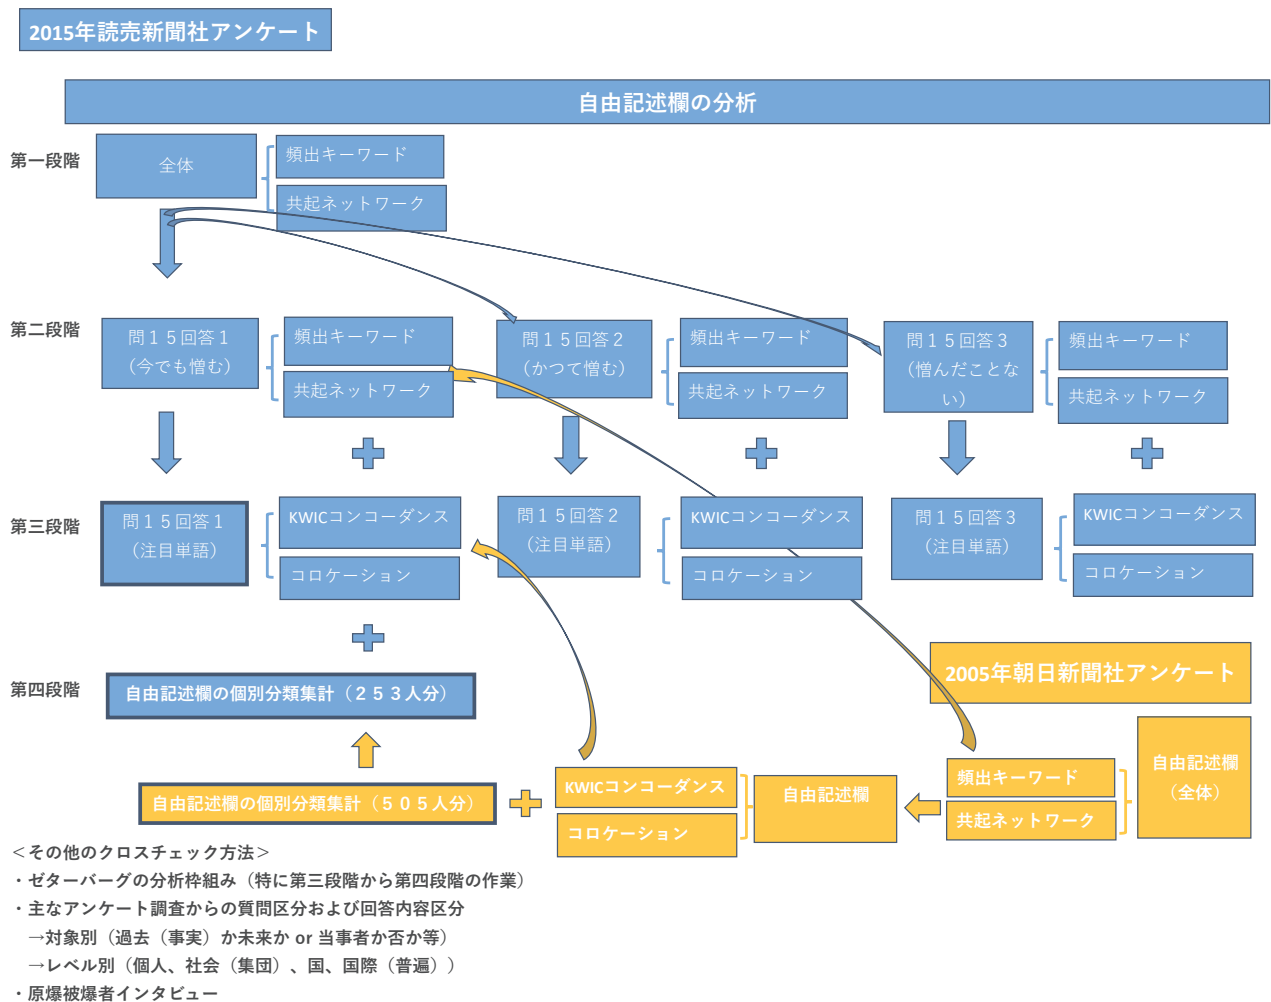 2015年読売新聞社アンケート
自由記述欄の分析
第一段階
全体
頻出キーワード
共起ネットワーク
第二段階
問１５回答１
（今でも憎む）
頻出キーワード
共起ネットワーク
問１５回答２
（かつて憎む）
頻出キーワード
共起ネットワーク
問１５回答３
（憎んだことな
い）
頻出キーワード
共起ネットワーク
第三段階
問１５回答１
（注目単語）
KWICコンコーダンス
コロケーション
問１５回答２
（注目単語）
KWICコンコーダンス
コロケーション
問１５回答３
（注目単語）
KWICコンコーダンス
コロケーション
第四段階
自由記述欄の個別分類集計（２５３人分）
2005年朝日新聞社アンケート
自由記述欄の個別分類集計（５０５人分）
KWICコンコーダンス
コロケーション
自由記述欄
頻出キーワード
共起ネットワーク
自由記述欄
（全体）
＜その他のクロスチェック方法＞
・ゼターバーグの分析枠組み（特に第三段階から第四段階の作業）
・主なアンケート調査からの質問区分および回答内容区分
→対象別（過去（事実）か未来か or 当事者か否か等）
→レベル別（個人、社会（集団）、国、国際（普遍））
・原爆被爆者インタビュー